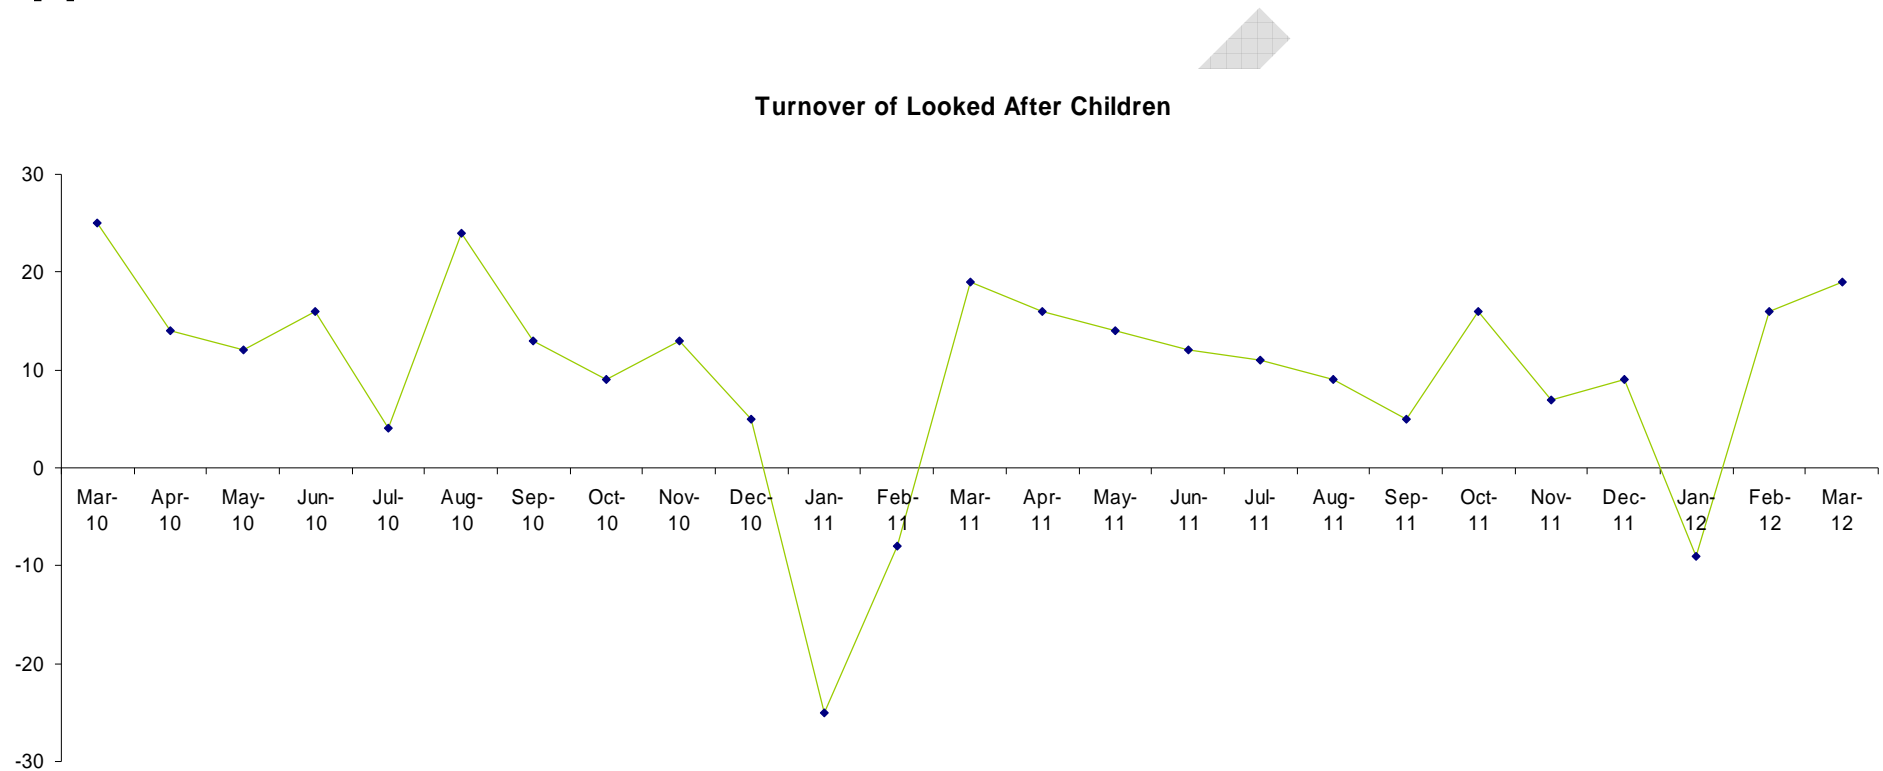 Turnover of Looked After Children
30
20
10
0
-10
-20
-30
Mar- Apr- May- Jun- Jul- Aug- Sep- Oct- Nov- Dec- Jan- Feb- Mar- Apr- May- Jun- Jul- Aug- Sep- Oct- Nov- Dec- Jan- Feb- Mar-
10 10 10 10 10 10 10 10 10 10 11 11 11 11 11 11 11 11 11 11 11 11 12 12 12